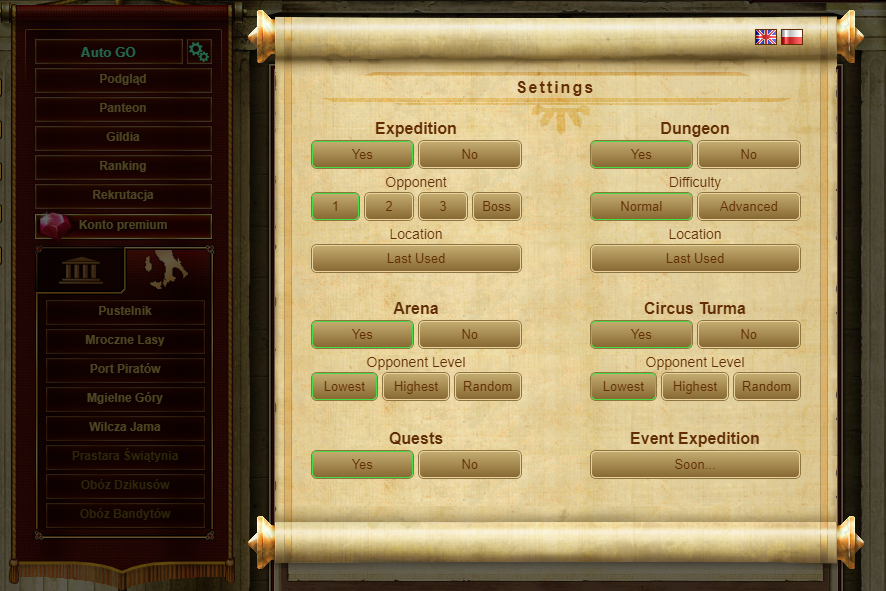 Auto GO
Podgląd
Panteon
Gildia
Ranking
Rekrutacja
Konto premium
Pustelnik
Mroczne Lasy
Port Piratów
Mgielne Góry
Wilcza Jama
Prastara Świątynia
Obóz Dzikusów
Obóz Bandytów
Settings
Expedition
Yes No
Opponent
1 2 3 Boss
Location
Last Used
Dungeon
Yes No
Difficulty
Normal Advanced
Location
Last Used
Arena
Yes No
Opponent Level
Lowest Highest Random
Circus Turma
Yes No
Opponent Level
Lowest Highest Random
Quests
Yes No
Event Expedition
Soon...